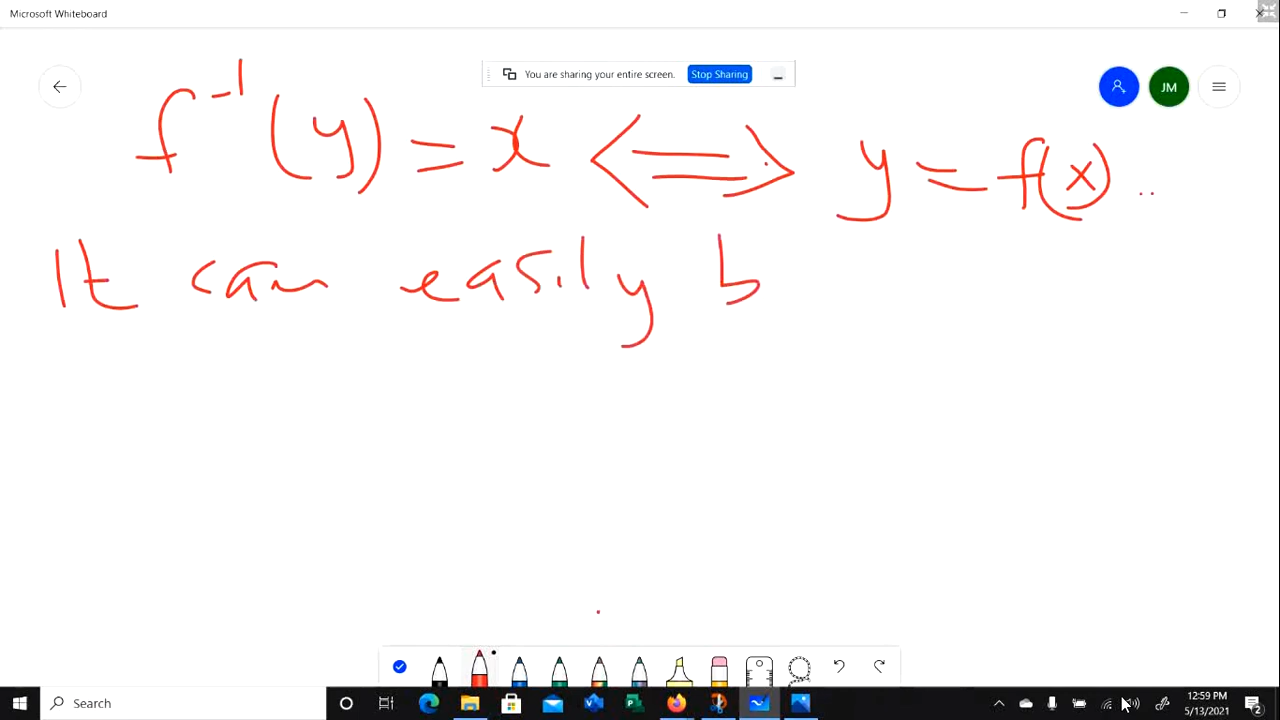 Microsoft Whiteboard
You are sharing your entire screen. Stop Sharing
JM
f⁻¹(y) = x ⟺ y = f(x) ..
It can easily b
Search
12:59 PM
5/13/2021
2